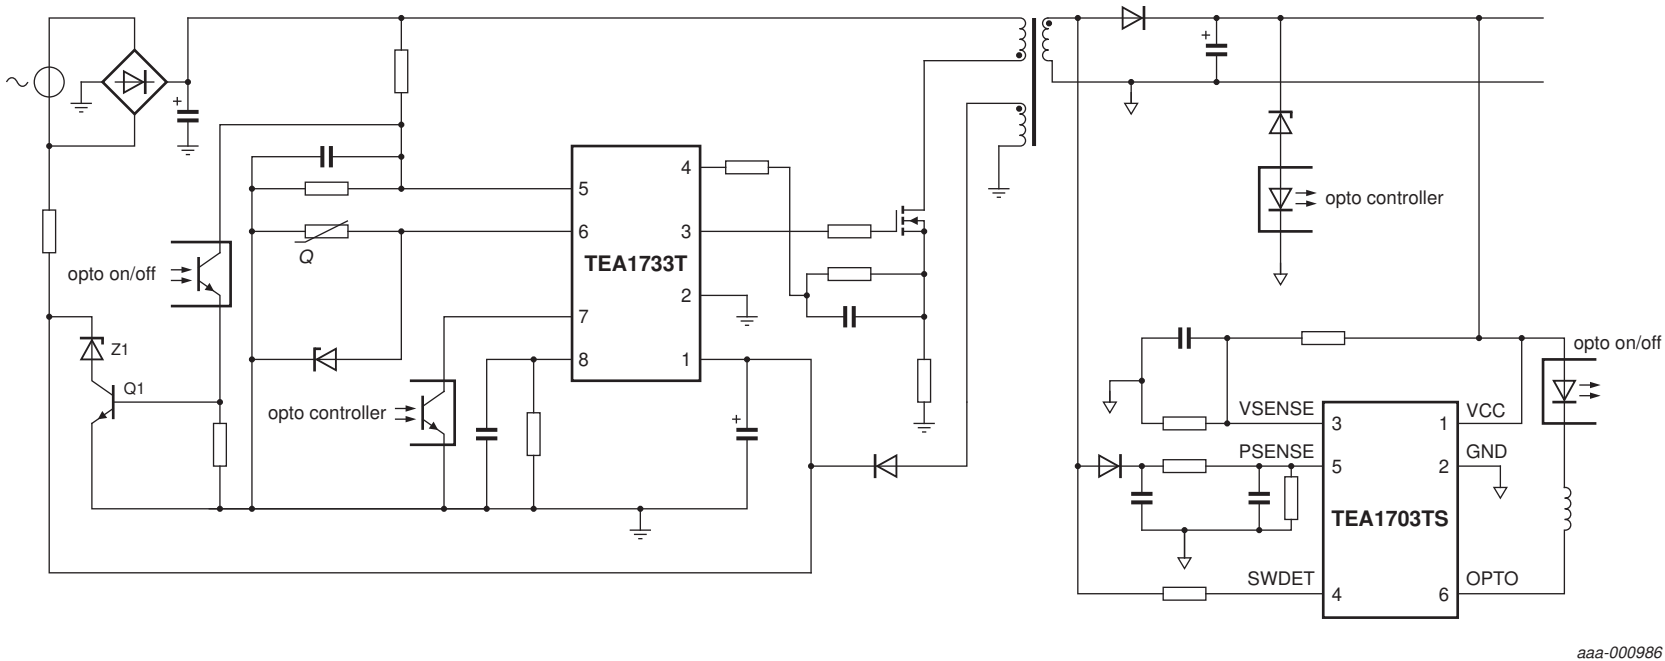 +
+
4
5
opto controller
3
6
TEA1733T
Q
opto on/off
2
7
opto on/off
Z1
8
1
Q1
VSENSE
VCC
opto controller
3
1
+
PSENSE
GND
5
2
TEA1703TS
SWDET
OPTO
4
6
aaa-000986